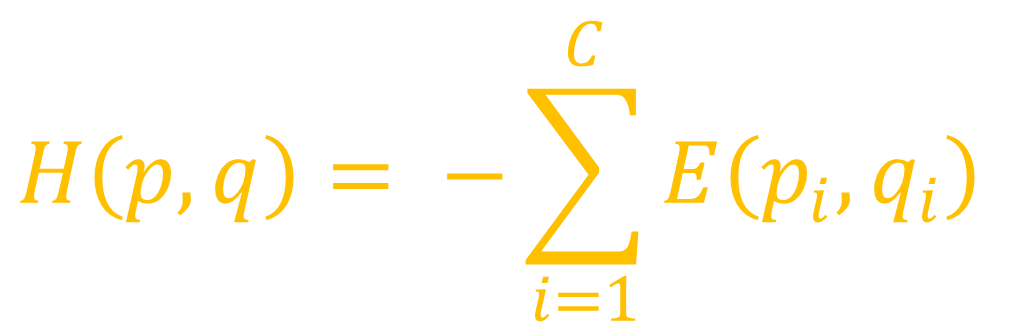 H(p, q) = − ∑_{i=1}^{C} E(p_i, q_i)